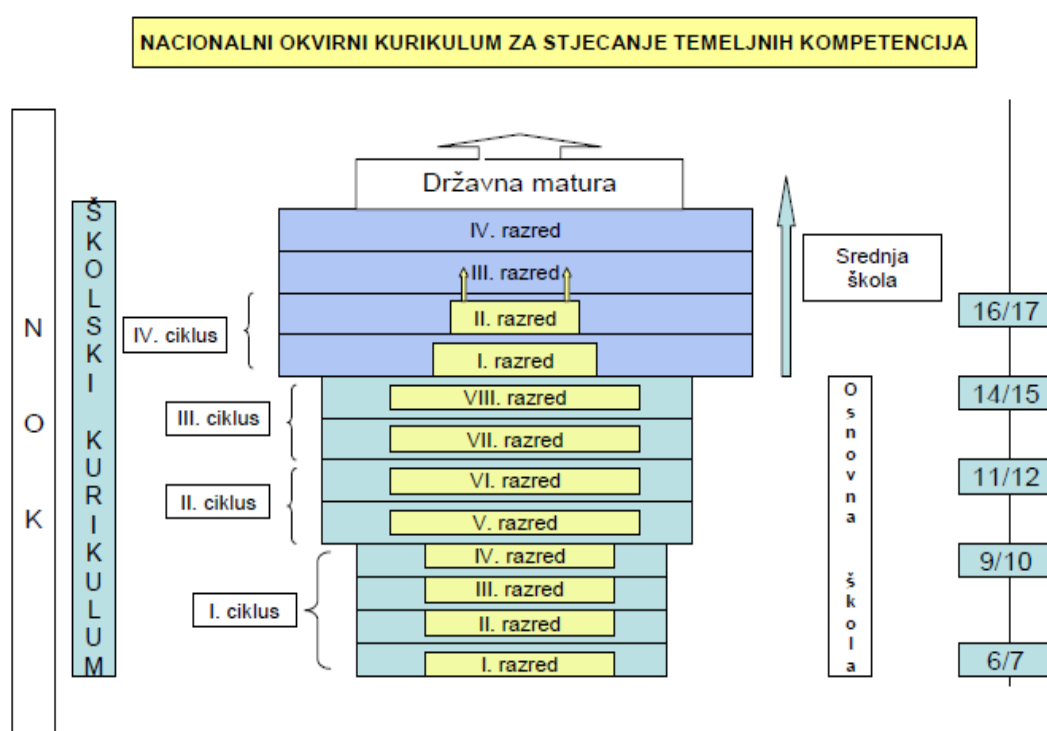 NACIONALNI OKVIRNI KURIKULUM ZA STJECANJE TEMELJNIH KOMPETENCIJA
N O K
ŠKOLSKI KURIKULUM
Državna matura
IV. razred
III. razred
II. razred
I. razred
IV. ciklus
VIII. razred
VII. razred
III. ciklus
VI. razred
V. razred
II. ciklus
IV. razred
III. razred
II. razred
I. razred
I. ciklus
Srednja
škola
Osnovna škola
16/17
14/15
11/12
9/10
6/7